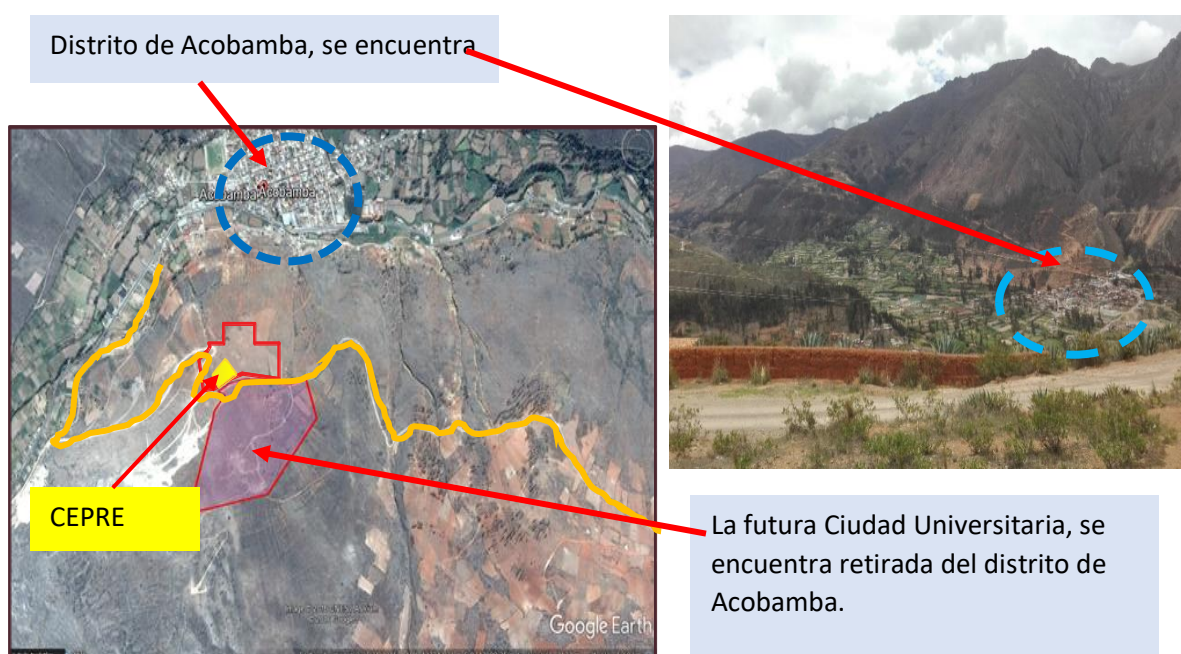 Distrito de Acobamba, se encuentra
Acobamba
Acobamba
CEPRE
Google Earth
La futura Ciudad Universitaria, se
encuentra retirada del distrito de
Acobamba.